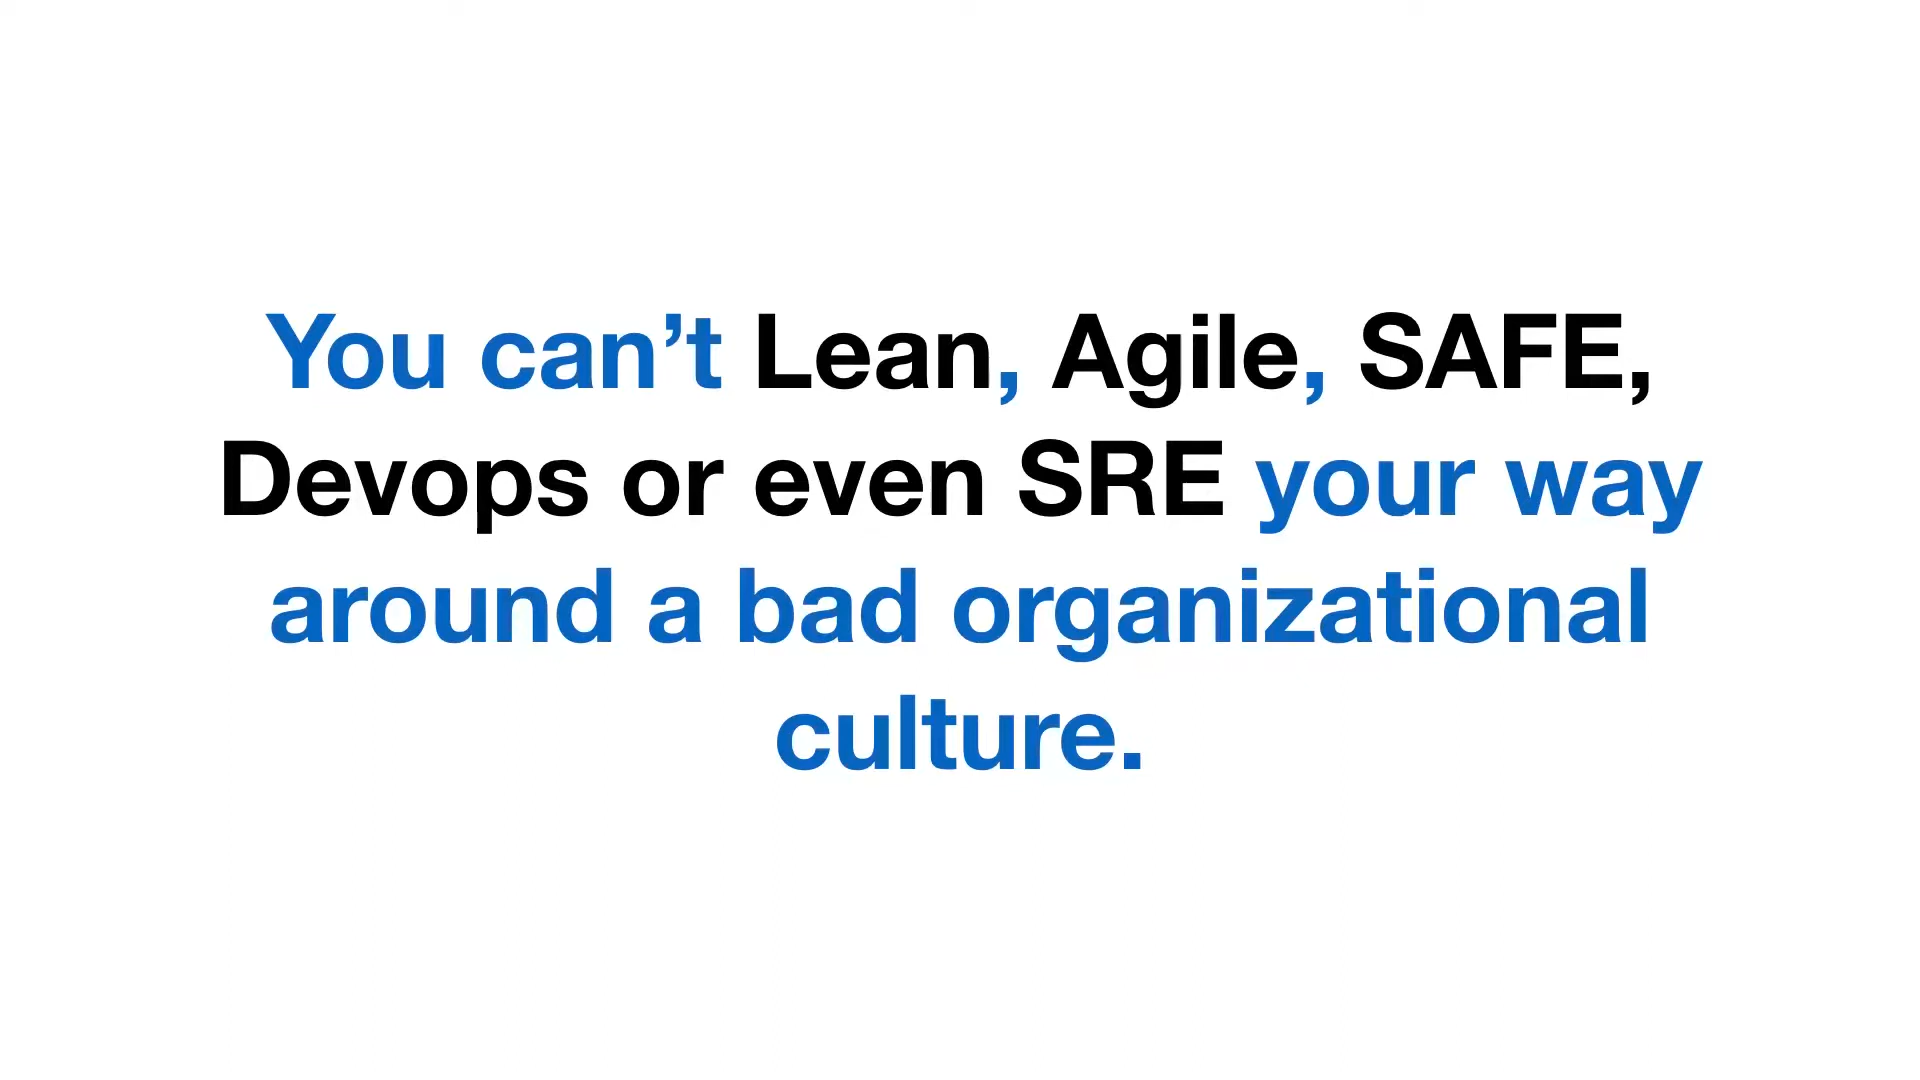 You can’t Lean, Agile, SAFE,
Devops or even SRE your way
around a bad organizational
culture.